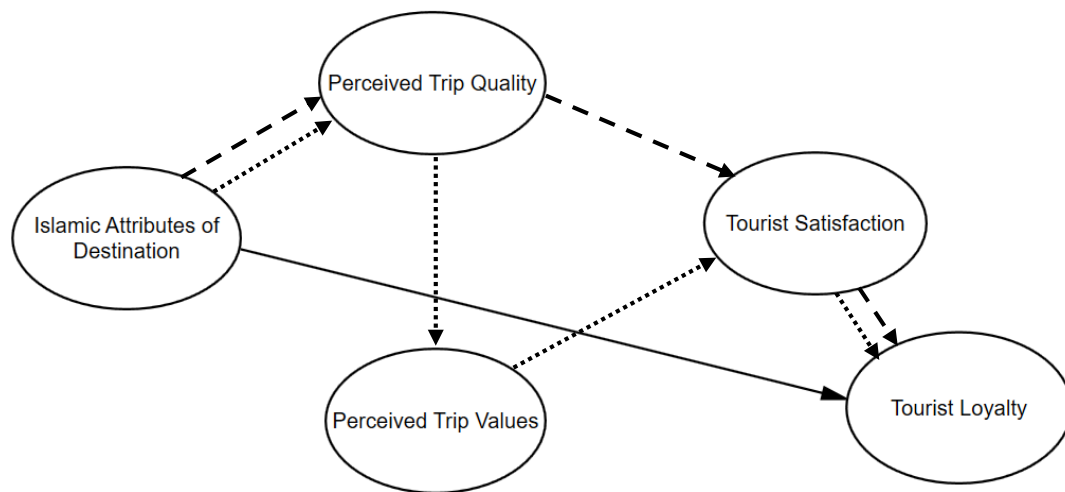 Perceived Trip Quality
Islamic Attributes of
Destination
Tourist Satisfaction
Perceived Trip Values
Tourist Loyalty